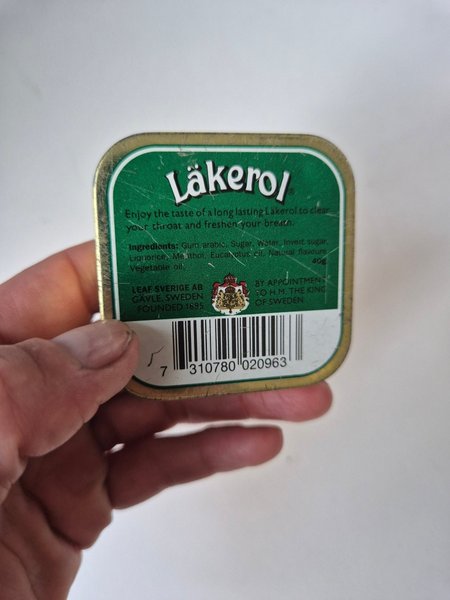 Läkerol
Enjoy the taste of a long lasting Läkerol to clear
your throat and freshen your breath.
Ingredients: Gum arabic, Sugar, Water, Invert sugar,
Liquorice, Menthol, Eucalyptus oil, Natural flavours,
Vegetable oil.
40g
LEAF SVERIGE AB
GÄVLE, SWEDEN
FOUNDED 1685
BY APPOINTMENT
TO H.M. THE KING
OF SWEDEN
7 310780 020963